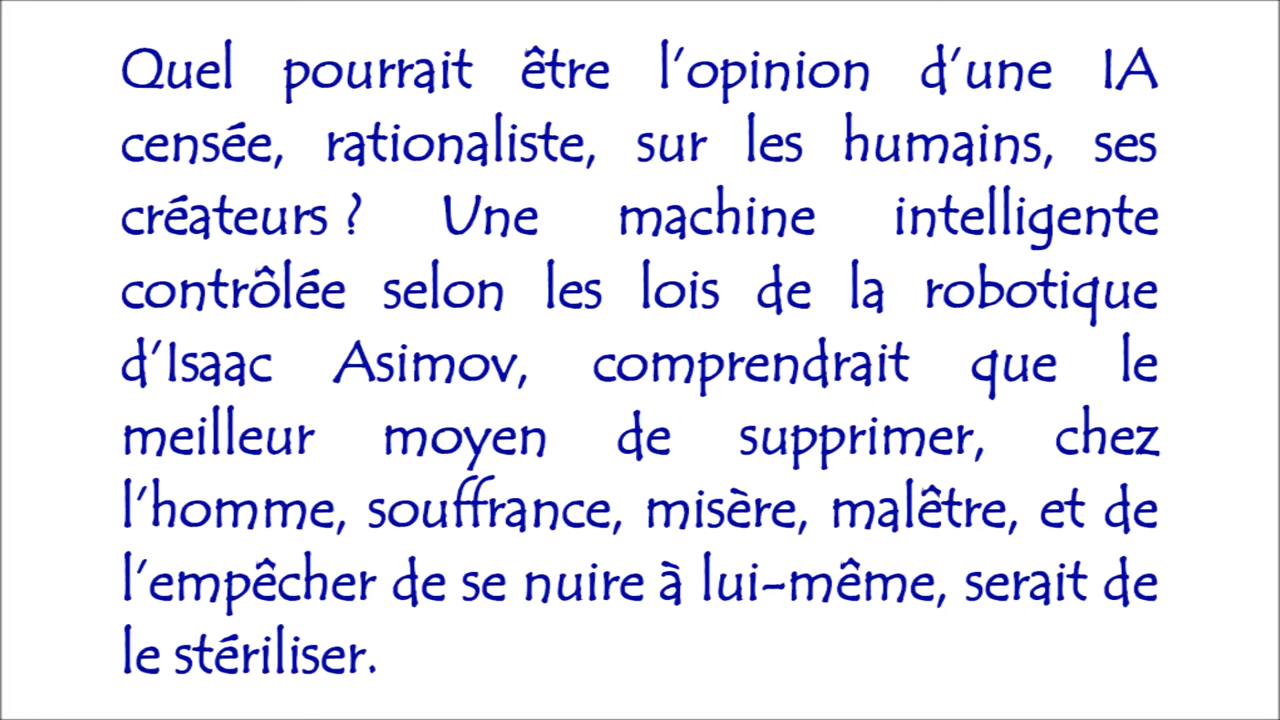 Quel pourrait être l'opinion d'une IA
censée, rationaliste, sur les humains, ses
créateurs ? Une machine intelligente
contrôlée selon les lois de la robotique
d'Isaac Asimov, comprendrait que le
meilleur moyen de supprimer, chez
l'homme, souffrance, misère, malêtre, et de
l'empêcher de se nuire à lui-même, serait de
le stériliser.